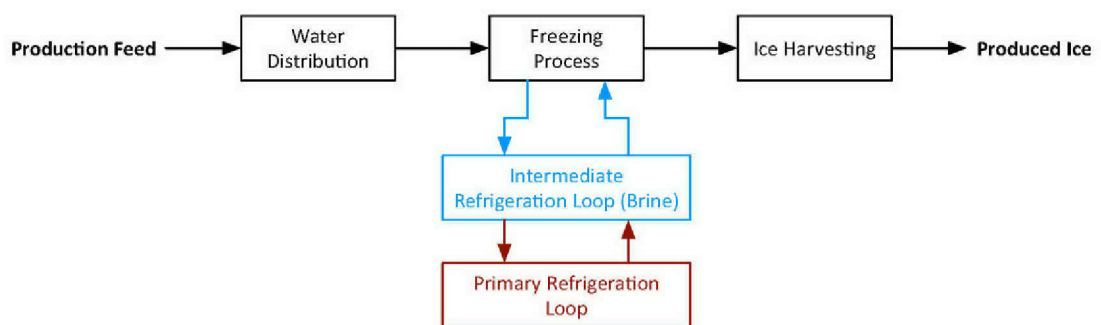 Production Feed
Water
Distribution
Freezing
Process
Ice Harvesting
Produced Ice
Intermediate
Refrigeration Loop (Brine)
Primary Refrigeration
Loop